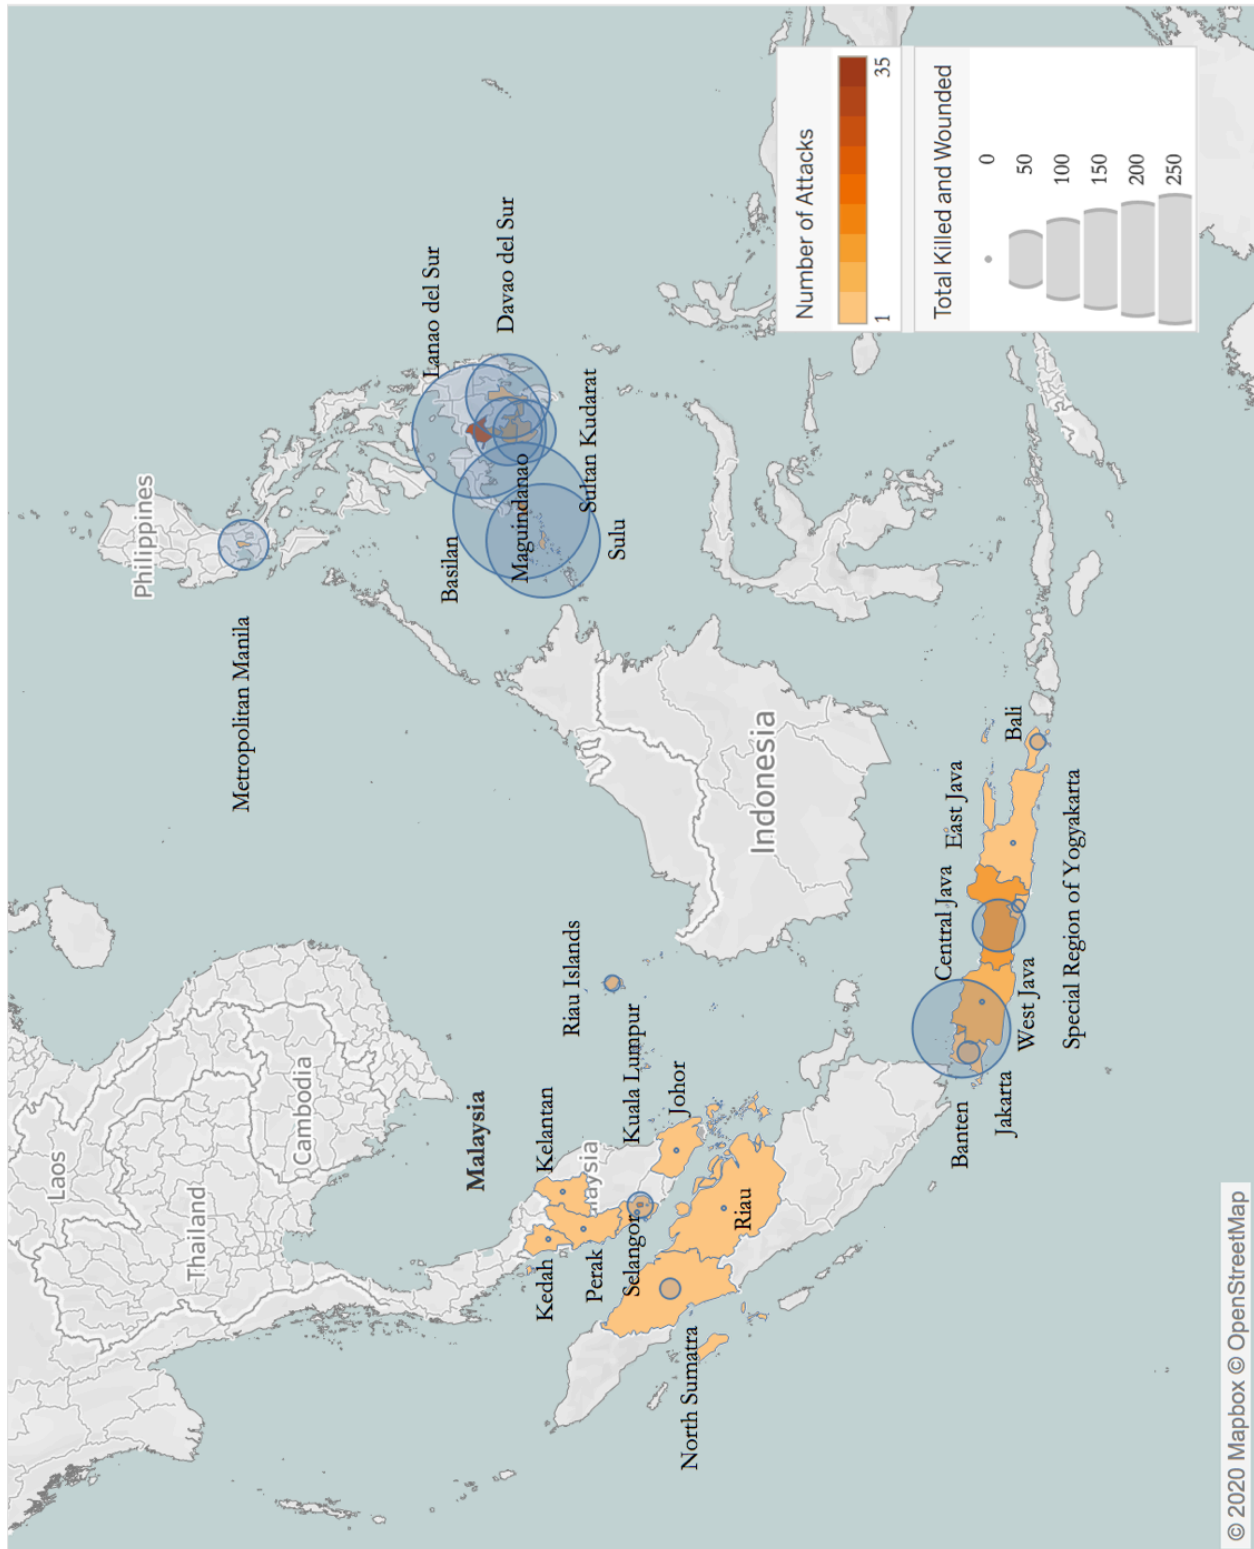 Laos
Thailand
Cambodia
Philippines
Metropolitan Manila
Lanao del Sur
Davao del Sur
Basilan
Maguindanao
Sultan Kudarat
Sulu
Malaysia
Kelantan
Kedah
Perak
aysia
Selangor
Kuala Lumpur
Johor
Riau Islands
Riau
North Sumatra
Indonesia
Banten
Jakarta
Central Java
West Java
East Java
Special Region of Yogyakarta
Bali
Number of Attacks
1 35
Total Killed and Wounded
0
50
100
150
200
250
© 2020 Mapbox © OpenStreetMap